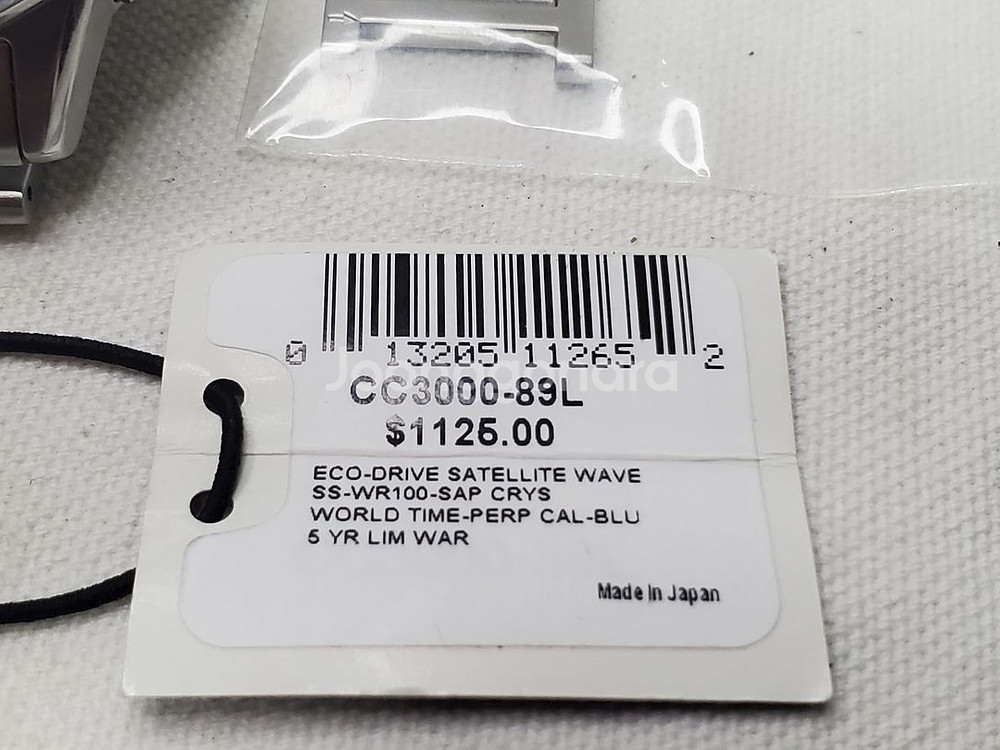 0 13205 11265 2
CC3000-89L
$1125.00
ECO-DRIVE SATELLITE WAVE
SS-WR100-SAP CRYS
WORLD TIME-PERP CAL-BLU
5 YR LIM WAR
Made In Japan